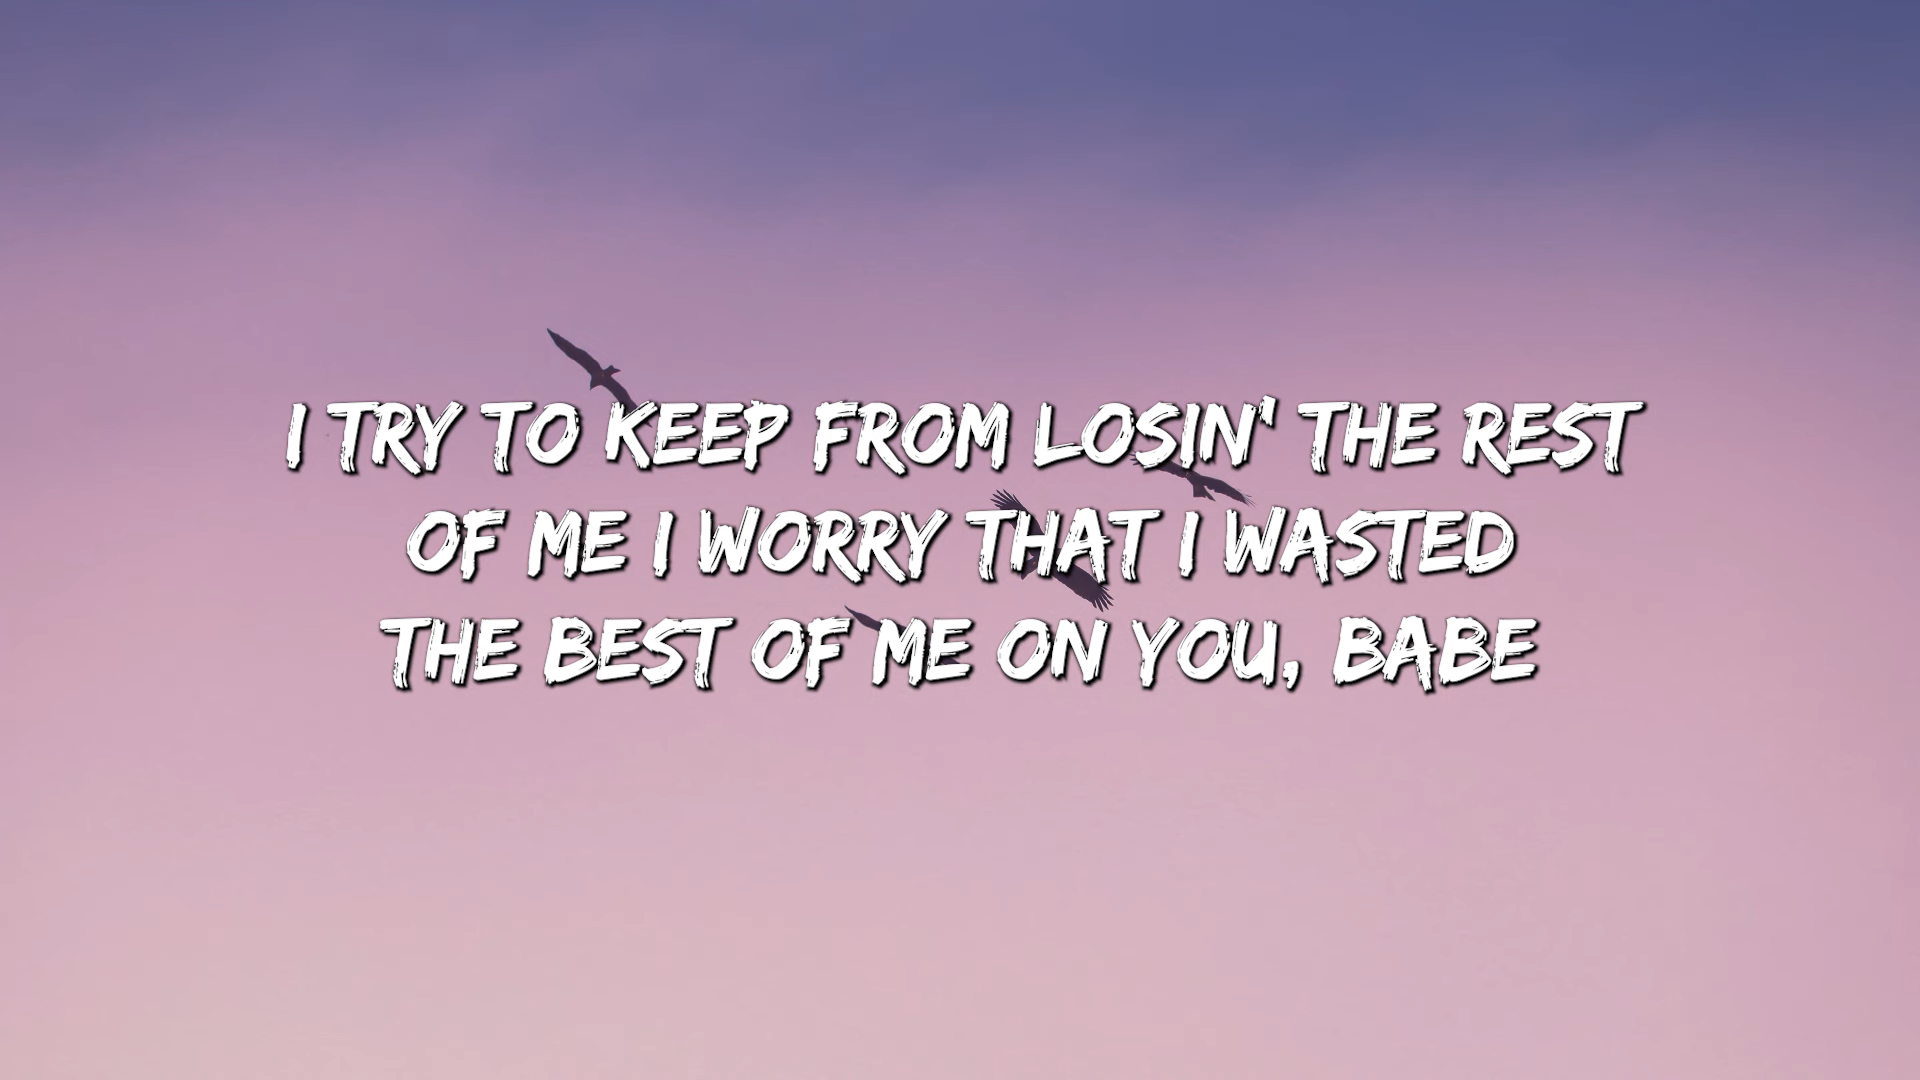 I TRY TO KEEP FROM LOSIN' THE REST
OF ME I WORRY THAT I WASTED
THE BEST OF ME ON YOU, BABE